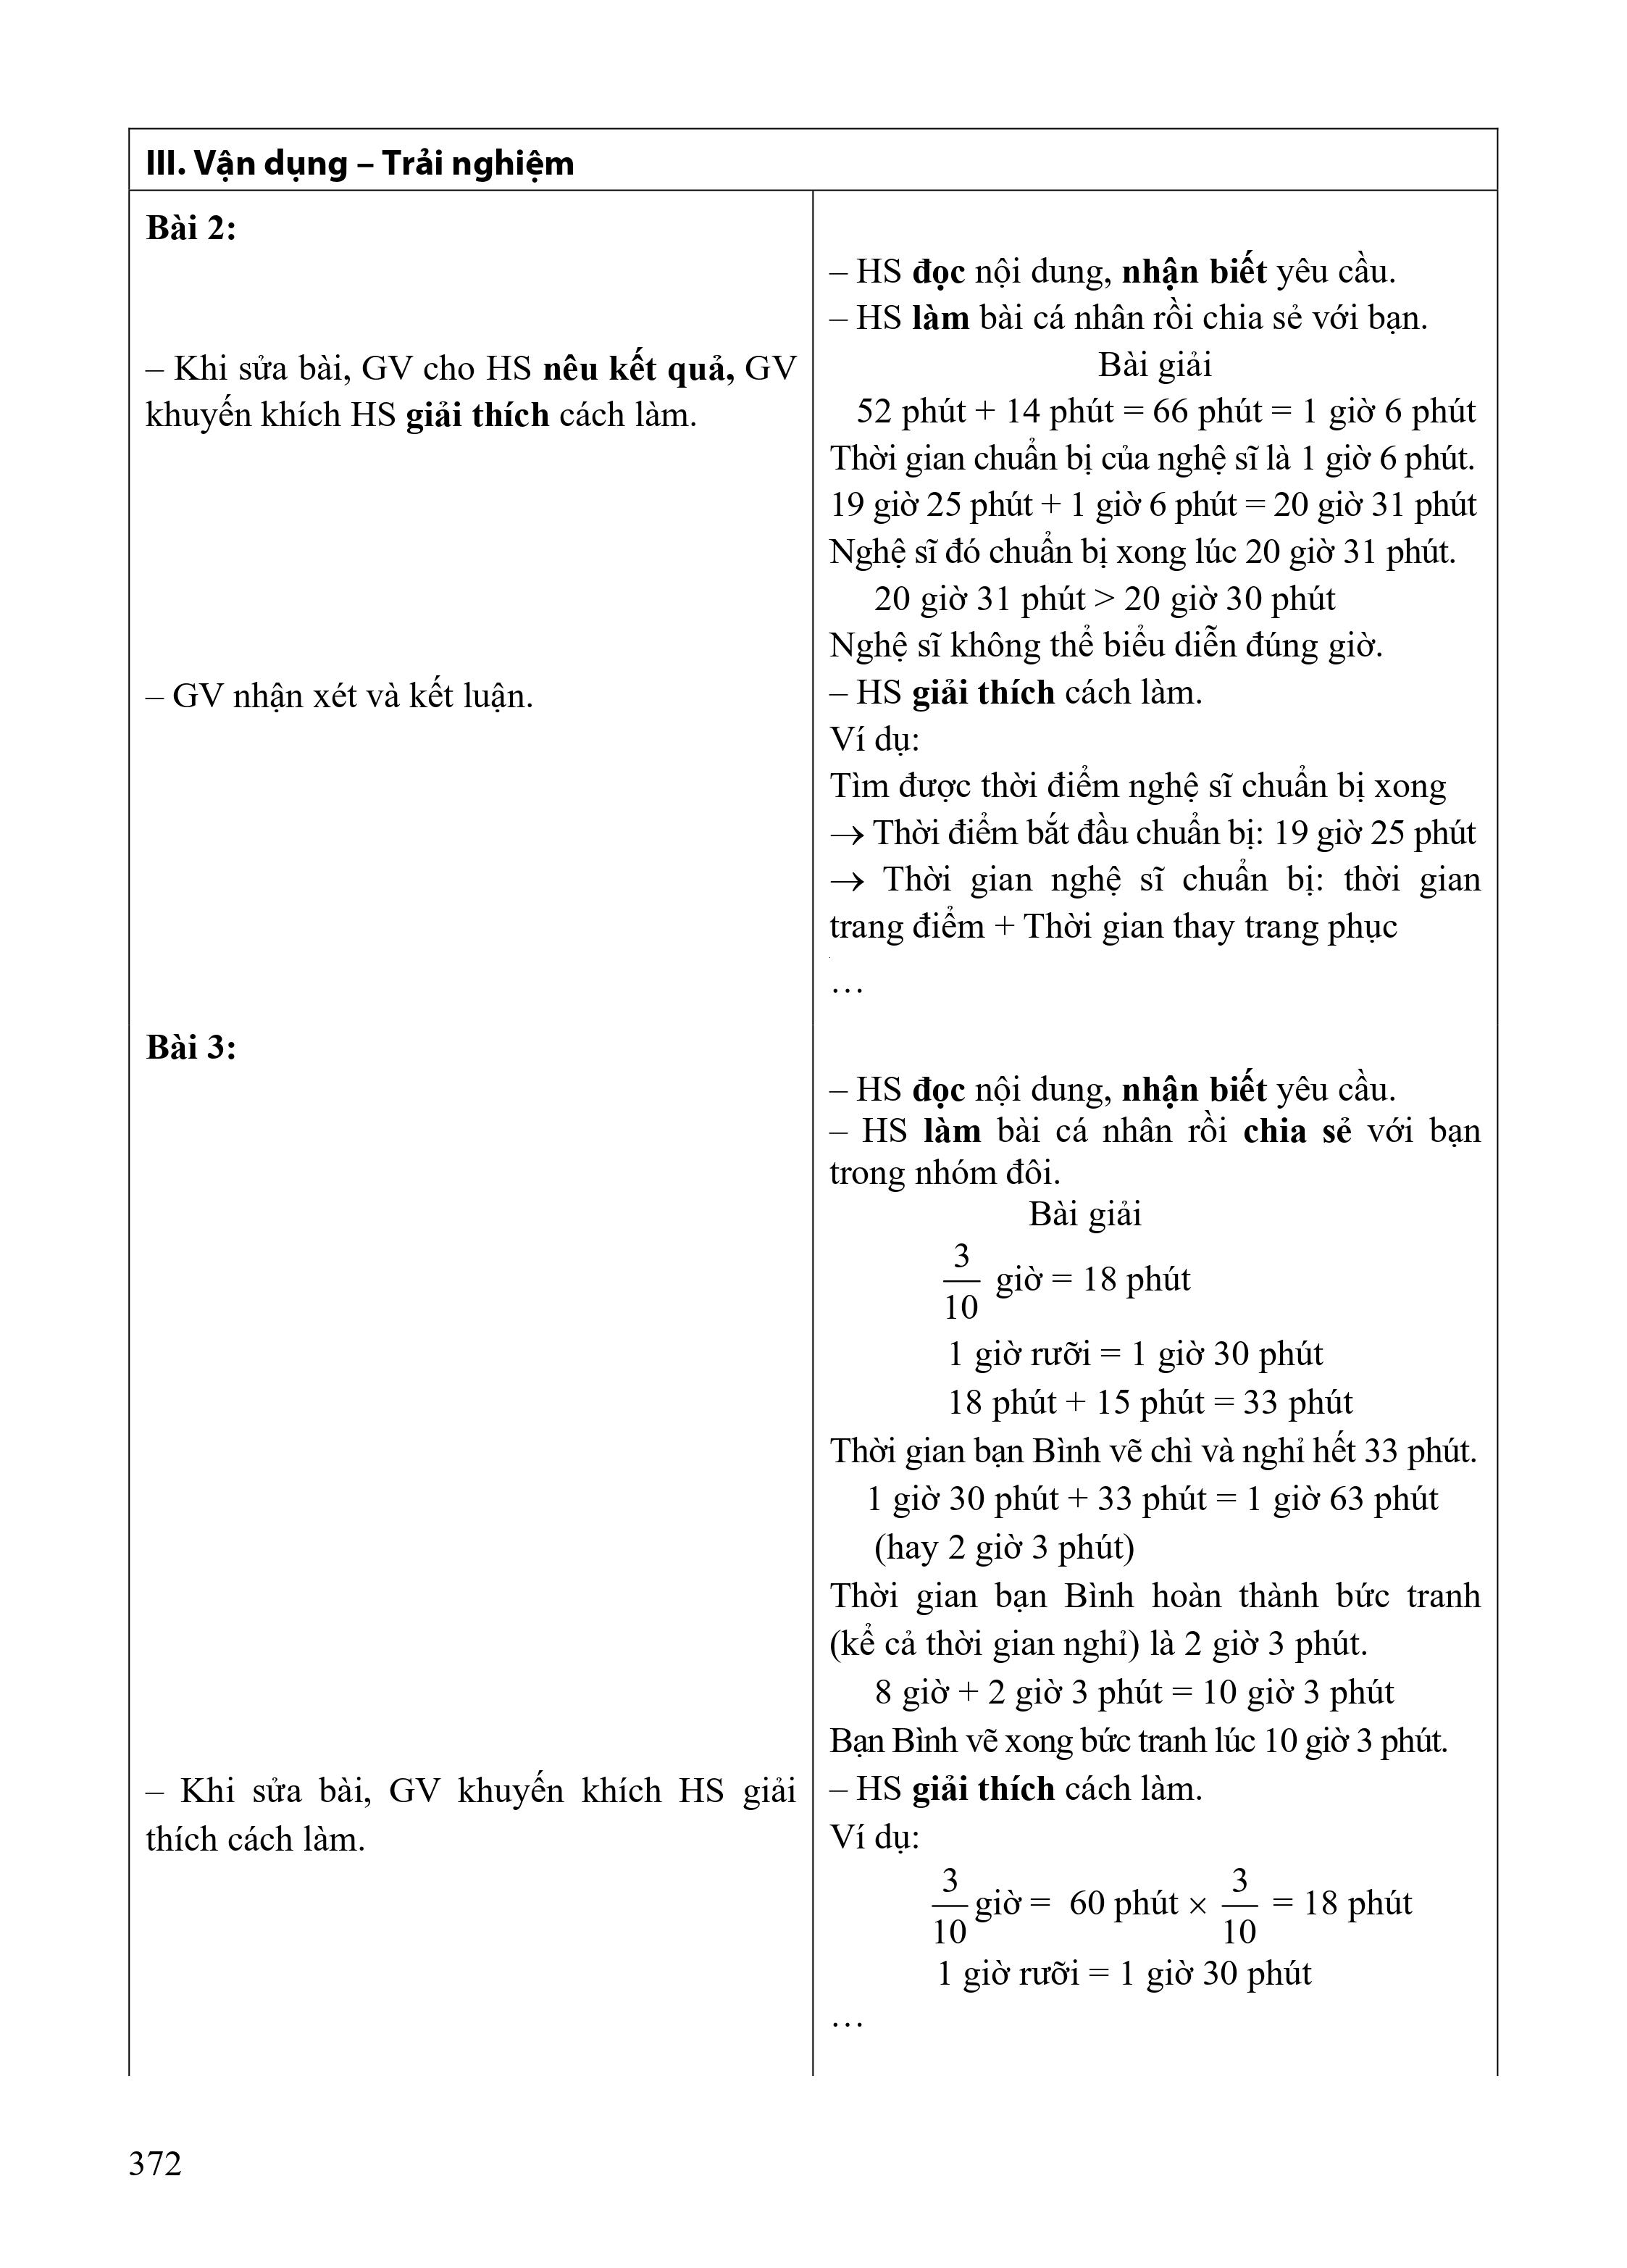 III. Vận dụng – Trải nghiệm
Bài 2:
– Khi sửa bài, GV cho HS nêu kết quả, GV
khuyến khích HS giải thích cách làm.
– GV nhận xét và kết luận.
– HS đọc nội dung, nhận biết yêu cầu.
– HS làm bài cá nhân rồi chia sẻ với bạn.
Bài giải
52 phút + 14 phút = 66 phút = 1 giờ 6 phút
Thời gian chuẩn bị của nghệ sĩ là 1 giờ 6 phút.
19 giờ 25 phút + 1 giờ 6 phút = 20 giờ 31 phút
Nghệ sĩ đó chuẩn bị xong lúc 20 giờ 31 phút.
20 giờ 31 phút > 20 giờ 30 phút
Nghệ sĩ không thể biểu diễn đúng giờ.
– HS giải thích cách làm.
Ví dụ:
Tìm được thời điểm nghệ sĩ chuẩn bị xong
→ Thời điểm bắt đầu chuẩn bị: 19 giờ 25 phút
→ Thời gian nghệ sĩ chuẩn bị: thời gian
trang điểm + Thời gian thay trang phục
…
Bài 3:
– Khi sửa bài, GV khuyến khích HS giải
thích cách làm.
– HS đọc nội dung, nhận biết yêu cầu.
– HS làm bài cá nhân rồi chia sẻ với bạn
trong nhóm đôi.
Bài giải
3/10 giờ = 18 phút
1 giờ rưỡi = 1 giờ 30 phút
18 phút + 15 phút = 33 phút
Thời gian bạn Bình vẽ chì và nghỉ hết 33 phút.
1 giờ 30 phút + 33 phút = 1 giờ 63 phút
(hay 2 giờ 3 phút)
Thời gian bạn Bình hoàn thành bức tranh
(kể cả thời gian nghỉ) là 2 giờ 3 phút.
8 giờ + 2 giờ 3 phút = 10 giờ 3 phút
Bạn Bình vẽ xong bức tranh lúc 10 giờ 3 phút.
– HS giải thích cách làm.
Ví dụ:
3/10 giờ = 60 phút × 3/10 = 18 phút
1 giờ rưỡi = 1 giờ 30 phút
…
372